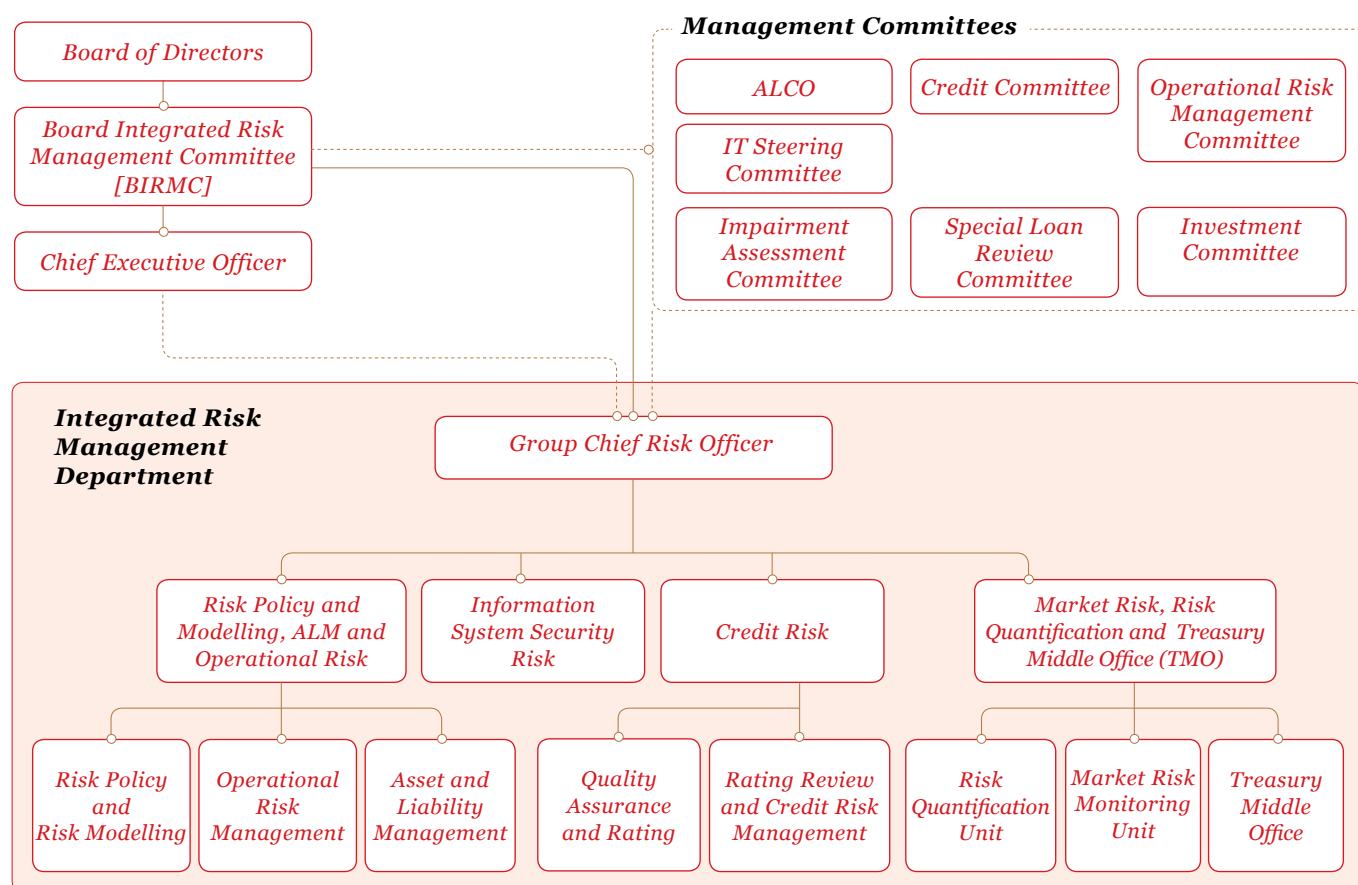 Board of Directors
Board Integrated Risk
Management Committee
[BIRMC]
Chief Executive Officer
Management Committees
ALCO
Credit Committee
Operational Risk
Management
Committee
IT Steering
Committee
Impairment
Assessment
Committee
Special Loan
Review
Committee
Investment
Committee
Integrated Risk
Management
Department
Group Chief Risk Officer
Risk Policy and
Modelling, ALM and
Operational Risk
Information
System Security
Risk
Credit Risk
Market Risk, Risk
Quantification and Treasury
Middle Office (TMO)
Risk Policy
and
Risk Modelling
Operational
Risk
Management
Asset and
Liability
Management
Quality
Assurance
and Rating
Rating Review
and Credit Risk
Management
Risk
Quantification
Unit
Market Risk
Monitoring
Unit
Treasury
Middle
Office